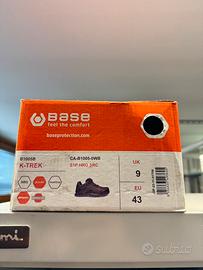 BASE
feel the comfort
baseprotection.com
B1005B
K-TREK
CA-B1005-0WB
S1P HRO SRC
UK
9
EU
43
mi.
subito